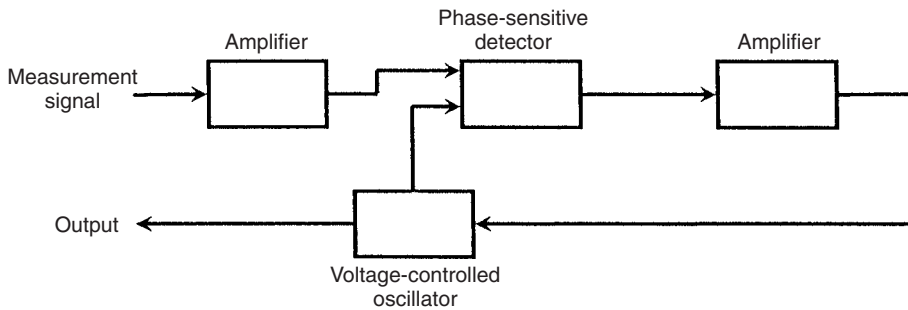 Phase-sensitive
detector
Amplifier
Amplifier
Measurement
signal
Output
Voltage-controlled
oscillator